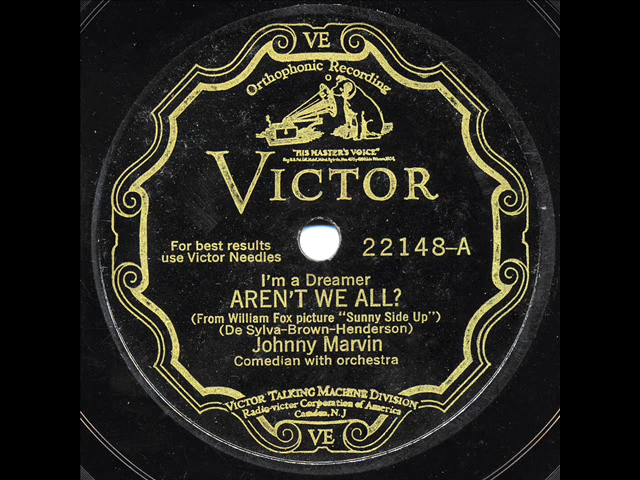 VE
Orthophonic Recording
"HIS MASTER'S VOICE"
VICTOR
For best results
use Victor Needles
22148-A
I'm a Dreamer
AREN'T WE ALL?
(From William Fox picture "Sunny Side Up")
(De Sylva-Brown-Henderson)
Johnny Marvin
Comedian with orchestra
VICTOR TALKING MACHINE DIVISION
Radio-Victor Corporation of America
Camden, N.J
VE